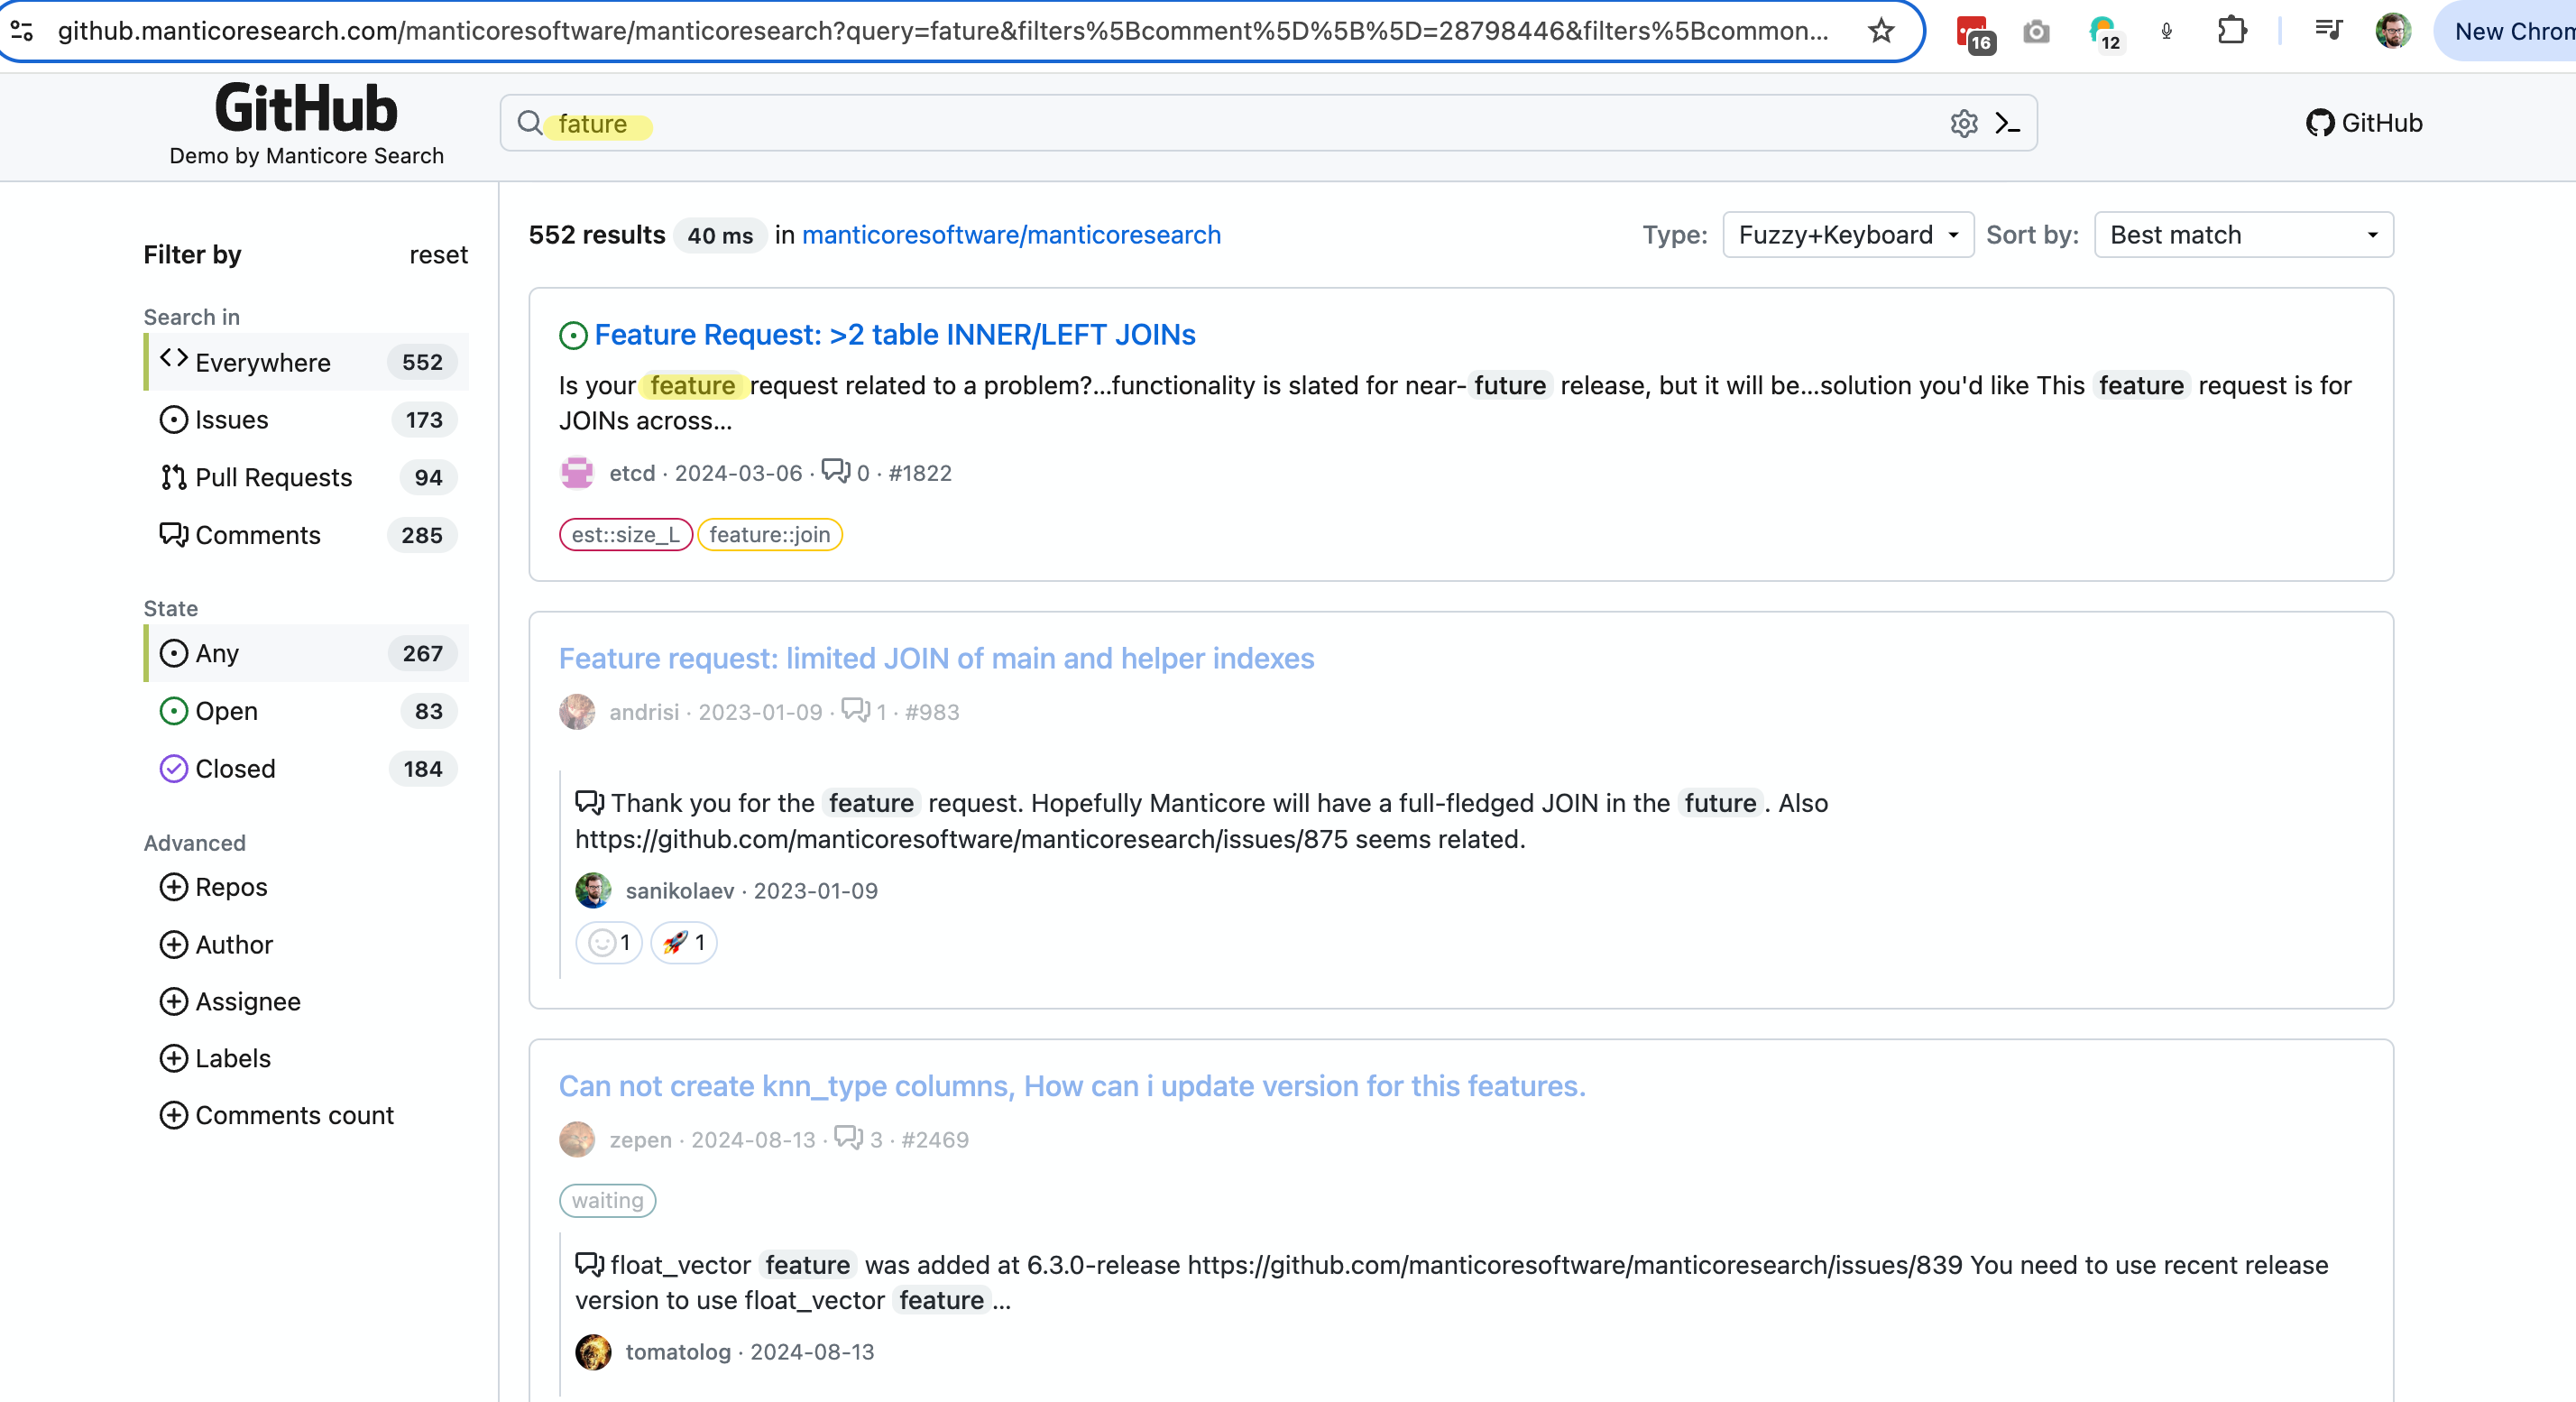 github.manticoresearch.com/manticoresoftware/manticoresearch?query=fature&filters%5Bcomment%5D%5B%5D=28798446&filters%5Bcommon...
16
12
New Chrom
GitHub
Demo by Manticore Search
fature
GitHub
Filter by reset
Search in
Everywhere 552
Issues 173
Pull Requests 94
Comments 285
State
Any 267
Open 83
Closed 184
Advanced
Repos
Author
Assignee
Labels
Comments count
552 results 40 ms in manticoresoftware/manticoresearch
Type: Fuzzy+Keyboard Sort by: Best match
Feature Request: >2 table INNER/LEFT JOINs
Is your feature request related to a problem?...functionality is slated for near-future release, but it will be...solution you'd like This feature request is for
JOINs across...
etcd · 2024-03-06 · 0 · #1822
est::size_L feature::join
Feature request: limited JOIN of main and helper indexes
andrisi · 2023-01-09 · 1 · #983
Thank you for the feature request. Hopefully Manticore will have a full-fledged JOIN in the future . Also
https://github.com/manticoresoftware/manticoresearch/issues/875 seems related.
sanikolaev · 2023-01-09
1 🚀 1
Can not create knn_type columns, How can i update version for this features.
zepen · 2024-08-13 · 3 · #2469
waiting
float_vector feature was added at 6.3.0-release https://github.com/manticoresoftware/manticoresearch/issues/839 You need to use recent release
version to use float_vector feature ...
tomatolog · 2024-08-13